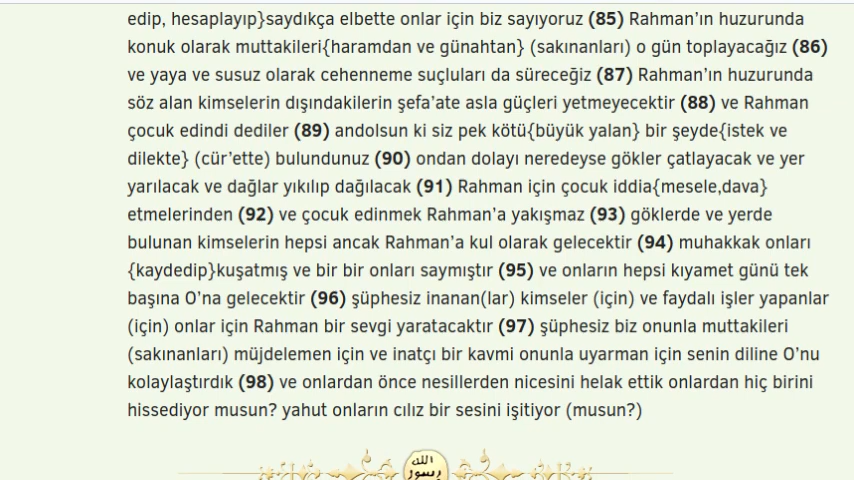 edip, hesaplayıp}saydıkça elbette onlar için biz sayıyoruz (85) Rahman’ın huzurunda
konuk olarak muttakileri{haramdan ve günahtan} (sakınanları) o gün toplayacağız (86)
ve yaya ve susuz olarak cehenneme suçluları da süreceğiz (87) Rahman’ın huzurunda
söz alan kimselerin dışındakilerin şefa’ate asla güçleri yetmeyecektir (88) ve Rahman
çocuk edindi dediler (89) andolsun ki siz pek kötü{büyük yalan} bir şeyde{istek ve
dilekte} (cür’ette) bulundunuz (90) ondan dolayı neredeyse gökler çatlayacak ve yer
yarılacak ve dağlar yıkılıp dağılacak (91) Rahman için çocuk iddia{mesele,dava}
etmelerinden (92) ve çocuk edinmek Rahman’a yakışmaz (93) göklerde ve yerde
bulunan kimselerin hepsi ancak Rahman’a kul olarak gelecektir (94) muhakkak onları
{kaydedip}kuşatmış ve bir bir onları saymıştır (95) ve onların hepsi kıyamet günü tek
başına O’na gelecektir (96) şüphesiz inanan(lar) kimseler (için) ve faydalı işler yapanlar
(için) onlar için Rahman bir sevgi yaratacaktır (97) şüphesiz biz onunla muttakileri
(sakınanları) müjdelemen için ve inatçı bir kavmi onunla uyarman için senin diline O’nu
kolaylaştırdık (98) ve onlardan önce nesillerden nicesini helak ettik onlardan hiç birini
hissediyor musun? yahut onların cılız bir sesini işitiyor (musun?)
الله
رسول